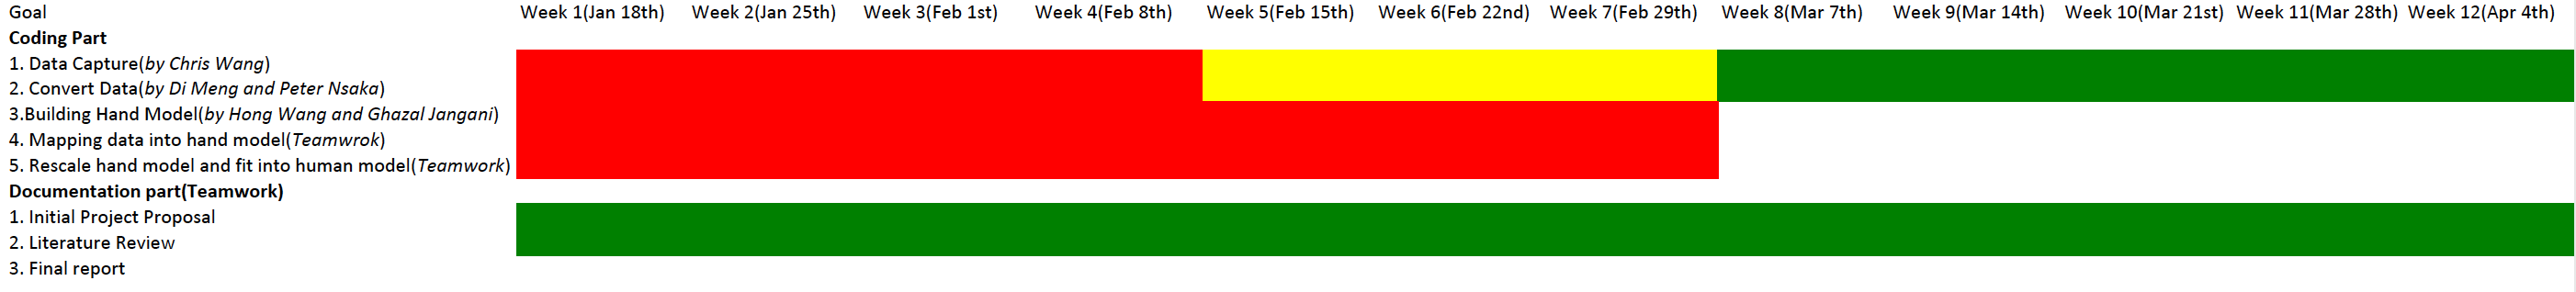 Goal Week 1(Jan 18th) Week 2(Jan 25th) Week 3(Feb 1st) Week 4(Feb 8th) Week 5(Feb 15th) Week 6(Feb 22nd) Week 7(Feb 29th) Week 8(Mar 7th) Week 9(Mar 14th) Week 10(Mar 21st) Week 11(Mar 28th) Week 12(Apr 4th)
Coding Part
1. Data Capture(by Chris Wang)
2. Convert Data(by Di Meng and Peter Nsaka)
3.Building Hand Model(by Hong Wang and Ghazal Jangani)
4. Mapping data into hand model(Teamwrok)
5. Rescale hand model and fit into human model(Teamwork)
Documentation part(Teamwork)
1. Initial Project Proposal
2. Literature Review
3. Final report